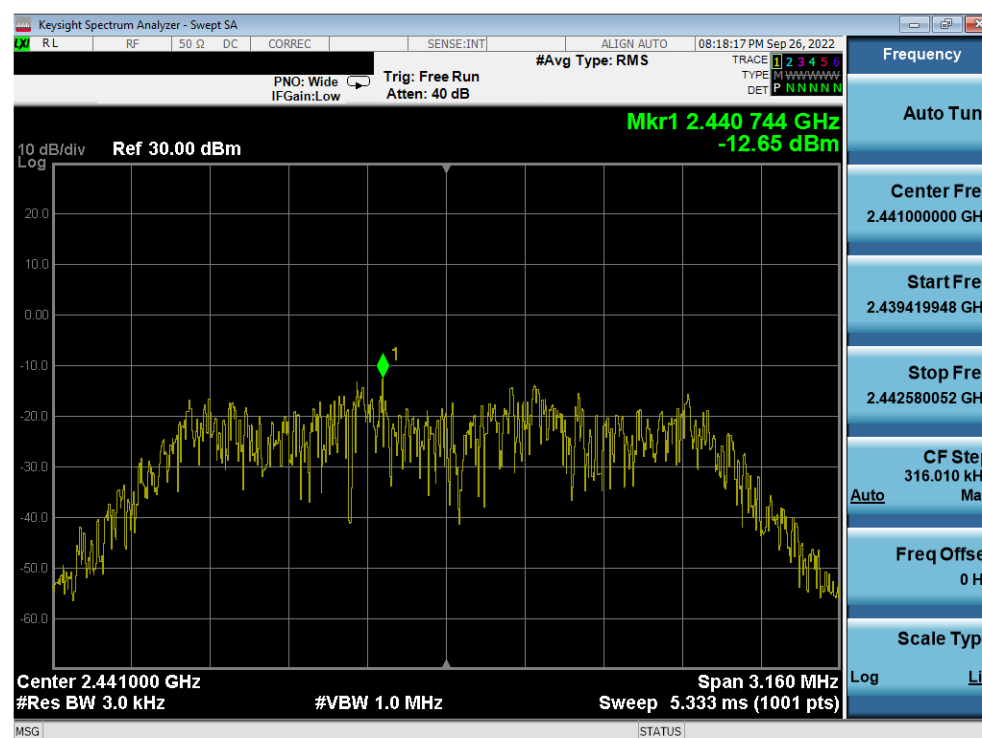 Keysight Spectrum Analyzer - Swept SA
LXI RL RF 50 Ω DC CORREC SENSE:INT ALIGN AUTO 08:18:17 PM Sep 26, 2022
PNO: Wide
IFGain:Low
Trig: Free Run
Atten: 40 dB
#Avg Type: RMS
TRACE 1 2 3 4 5 6
TYPE M WWWWW
DET P N N N N N
Mkr1 2.440 744 GHz
-12.65 dBm
10 dB/div
Log
Ref 30.00 dBm
20.0
10.0
0.00
-10.0
-20.0
-30.0
-40.0
-50.0
-60.0
1
Center 2.441000 GHz
#Res BW 3.0 kHz
#VBW 1.0 MHz
Span 3.160 MHz
Sweep 5.333 ms (1001 pts)
MSG
STATUS
Frequency
Auto Tun
Center Fre
2.441000000 GH
Start Fre
2.439419948 GH
Stop Fre
2.442580052 GH
CF Step
316.010 kH
Auto Ma
Freq Offse
0 H
Scale Typ
Log Li